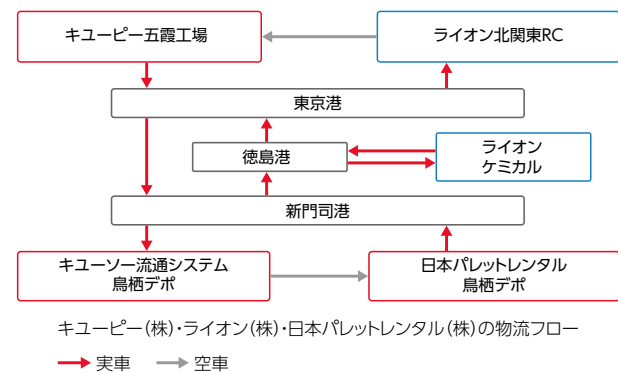 キユーピー五霞工場
ライオン北関東RC
東京港
徳島港
ライオン
ケミカル
新門司港
キユーソー流通システム
鳥栖デポ
日本パレットレンタル
鳥栖デポ
キユーピー(株)・ライオン(株)・日本パレットレンタル(株)の物流フロー
実車 空車